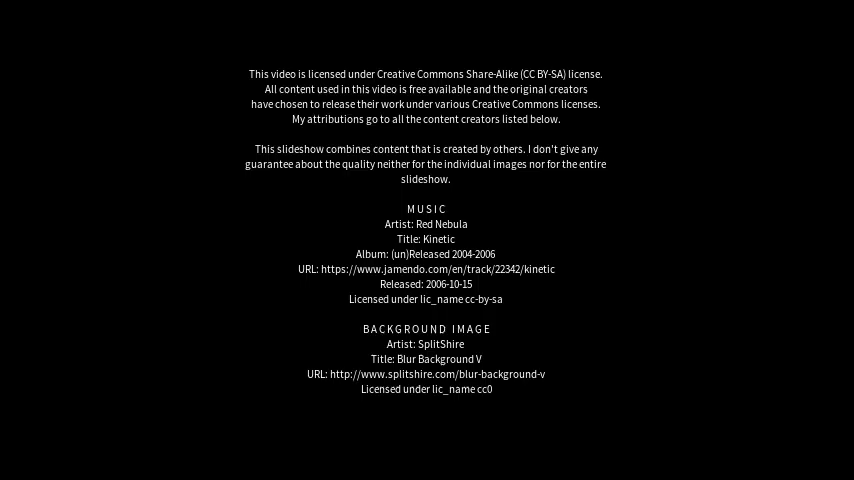 This video is licensed under Creative Commons Share-Alike (CC BY-SA) license.
All content used in this video is free available and the original creators
have chosen to release their work under various Creative Commons licenses.
My attributions go to all the content creators listed below.
This slideshow combines content that is created by others. I don't give any
guarantee about the quality neither for the individual images nor for the entire
slideshow.
MUSIC
Artist: Red Nebula
Title: Kinetic
Album: (un)Released 2004-2006
URL: https://www.jamendo.com/en/track/22342/kinetic
Released: 2006-10-15
Licensed under lic_name cc-by-sa
BACKGROUND IMAGE
Artist: SplitShire
Title: Blur Background V
URL: http://www.splitshire.com/blur-background-v
Licensed under lic_name cc0